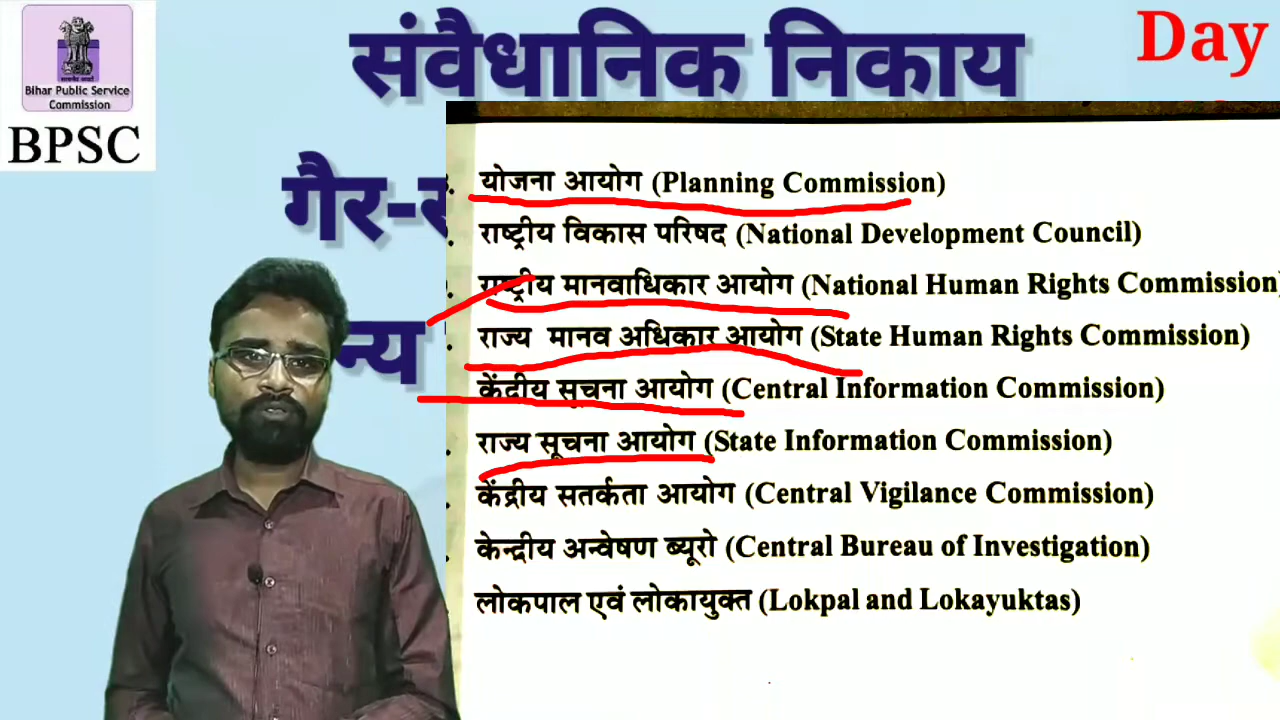 संवैधानिक निकाय
Day
Bihar Public Service
Commission
BPSC
गैर-स
न्य
योजना आयोग (Planning Commission)
राष्ट्रीय विकास परिषद (National Development Council)
राष्ट्रीय मानवाधिकार आयोग (National Human Rights Commission)
राज्य मानव अधिकार आयोग (State Human Rights Commission)
केंद्रीय सूचना आयोग (Central Information Commission)
राज्य सूचना आयोग (State Information Commission)
केंद्रीय सतर्कता आयोग (Central Vigilance Commission)
केन्द्रीय अन्वेषण ब्यूरो (Central Bureau of Investigation)
लोकपाल एवं लोकायुक्त (Lokpal and Lokayuktas)